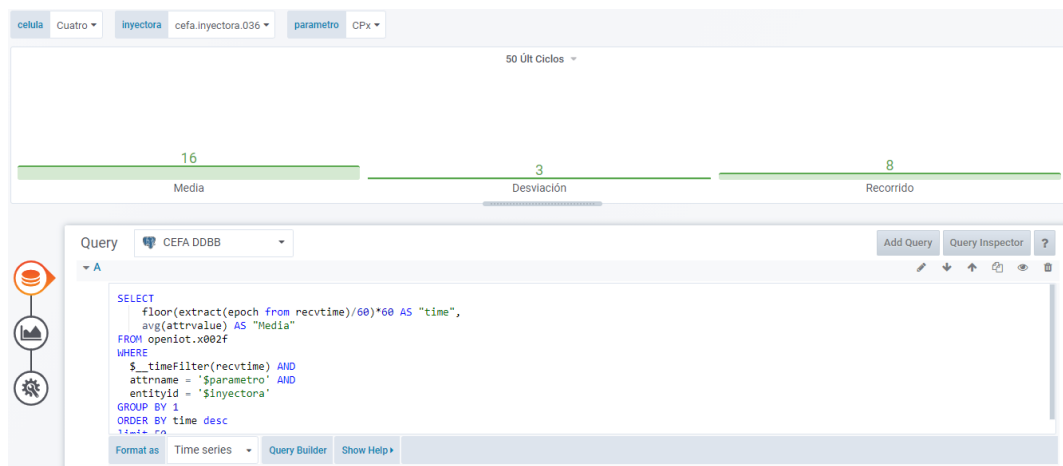 celula Cuatro inyectora cefa.inyectora.036 parametro CPx
50 Últ Ciclos
16 3 8
Media Desviación Recorrido
Query CEFA DDBB Add Query Query Inspector ?
A
SELECT
floor(extract(epoch from recvtime)/60)*60 AS "time",
avg(attrvalue) AS "Media"
FROM openiot.x002f
WHERE
$__timeFilter(recvtime) AND
attrname = '$parametro' AND
entityid = '$inyectora'
GROUP BY 1
ORDER BY time desc
limit 50
Format as Time series Query Builder Show Help